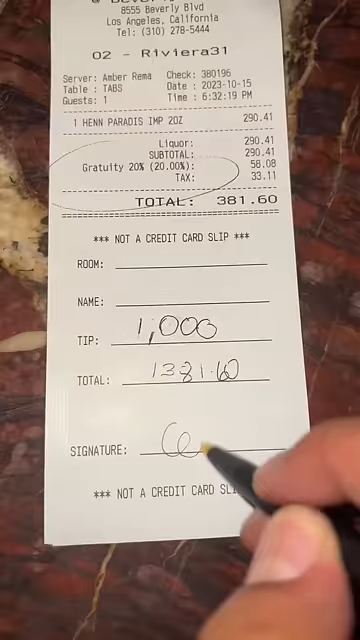 8555 Beverly Blvd
Los Angeles, California
Tel: (310) 278-5444
02 - Riviera31
Server: Amber Rema Check: 380196
Table : TABS Date : 2023-10-15
Guests: 1 Time : 6:32:19 PM
1 HENN PARADIS IMP 2OZ 290.41
Liquor: 290.41
SUBTOTAL: 290.41
Gratuity 20% (20.00%): 58.08
TAX: 33.11
TOTAL: 381.60
*** NOT A CREDIT CARD SLIP ***
ROOM:
NAME:
TIP: 1,000
TOTAL: 1381.60
SIGNATURE:
*** NOT A CREDIT CARD SLI